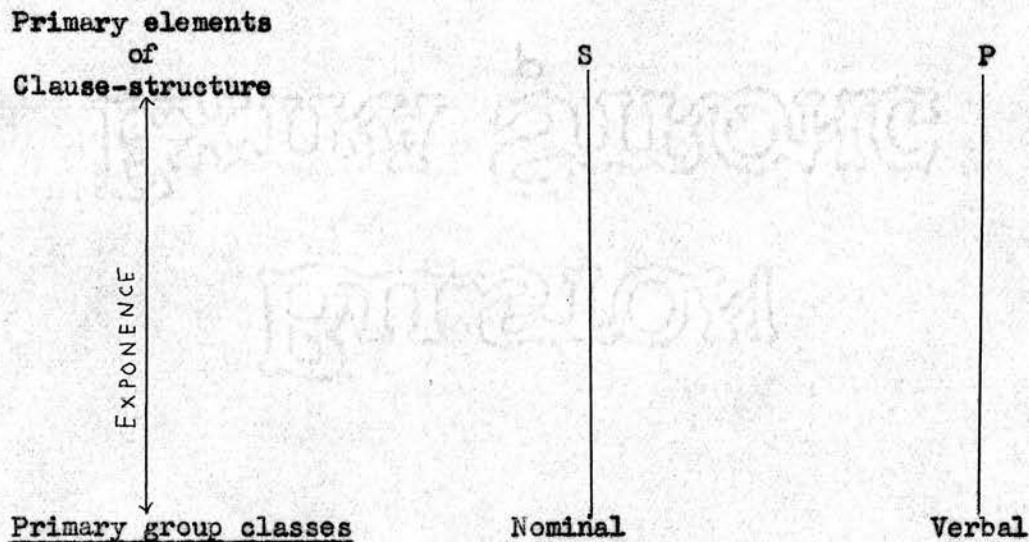 Primary elements
of
Clause-structure
S
P
EXPONENCE
Primary group classes
Nominal
Verbal